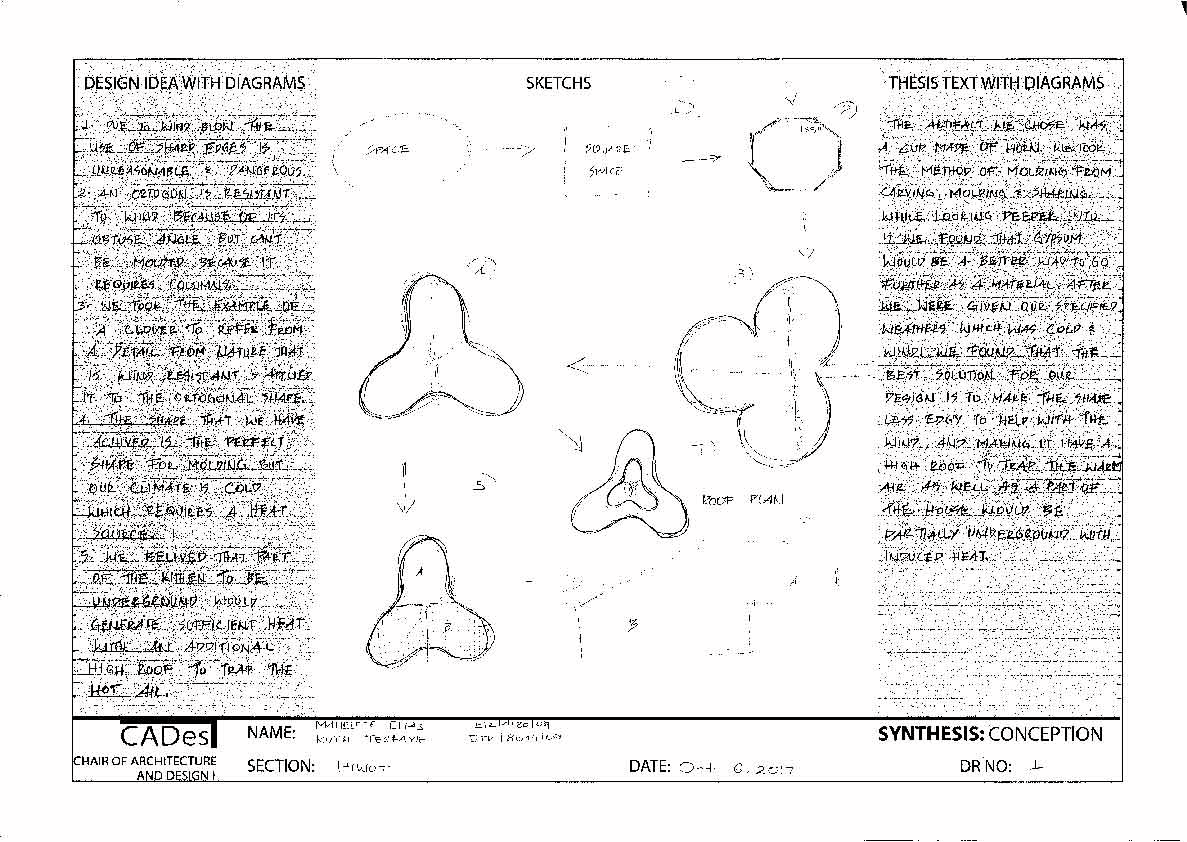 DESIGN IDEA WITH DIAGRAMS
1. DUE TO WIND BLOW THE
USE OF SHARP EDGES IS
UNREASONABLE & DANGEROUS.
2. AN ORTOGON IS RESISTANT
TO WIND BECAUSE OF ITS
OBTUSE ANGLE BUT CAN'T
BE MOLDED BECAUSE IT
REQUIRES COLUMNS.
3. WE TOOK THE EXAMPLE OF
A CLOVER TO REFER FROM
A DETAIL FROM NATURE THAT
IS WIND RESISTANT & APPLIED
IT TO THE ORTOGONAL SHAPE.
4. THE SHAPE THAT WE HAVE
ACHIVED IS THE PERFECT
SHAPE FOR MOLDING BUT
OUR CLIMATE IS COLD
WHICH REQUIRES A HEAT
SOURCE.
5. WE BELIVED THAT PART
OF THE KITHEN TO BE
UNDERGROUND WOULD
GENERATE SUFFICIENT HEAT
WITH AN ADDITIONAL
HIGH ROOF TO TRAP THE
HOT AIR.
SKETCHS
SPACE
SQUARE
SPACE
1
2
135°
3
4
5
ROOF PLAN
A
B
B
THESIS TEXT WITH DIAGRAMS
THE ARTIFACT WE CHOSE WAS
A CUP MADE OF HORN. WE TOOK
THE METHOD OF MOLDING FROM
CARVING, MOLDING & SHARING.
WHILE LOOKING DEEPER INTO
IT WE FOUND THAT GYPSUM
WOULD BE A BETTER WAY TO GO
FURTHER AS A MATERIAL. AFTER
WE WERE GIVEN OUR SPECIFIED
WEATHERS WHICH WAS COLD &
WINDY WE FOUND THAT THE
BEST SOLUTION FOR OUR
DESIGN IS TO MAKE THE SHAPE
LESS EDGY TO HELP WITH THE
WIND, AND MAKING IT HAVE A
HIGH ROOF TO TRAP THE WARM
AIR AS WELL AS A PART OF
THE HOUSE WOULD BE
PARTIALLY UNDERGROUND WITH
INDUCED HEAT.
CADesI
CHAIR OF ARCHITECTURE
AND DESIGN I
NAME:
SECTION:
DATE: Oct. 6, 2017
SYNTHESIS: CONCEPTION
DR NO: 1